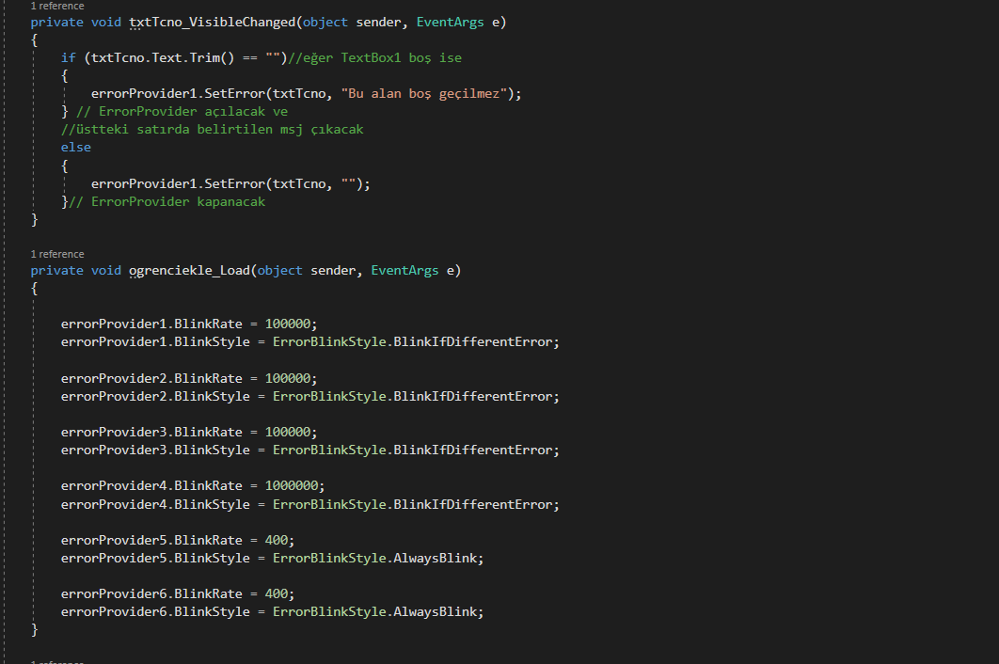 1 reference
private void txtTcno_VisibleChanged(object sender, EventArgs e)
{
if (txtTcno.Text.Trim() == "")//eğer TextBox1 boş ise
{
errorProvider1.SetError(txtTcno, "Bu alan boş geçilmez");
} // ErrorProvider açılacak ve
//üstteki satırda belirtilen msj çıkacak
else
{
errorProvider1.SetError(txtTcno, "");
}// ErrorProvider kapanacak
}
1 reference
private void ogrenciekle_Load(object sender, EventArgs e)
{
errorProvider1.BlinkRate = 100000;
errorProvider1.BlinkStyle = ErrorBlinkStyle.BlinkIfDifferentError;
errorProvider2.BlinkRate = 100000;
errorProvider2.BlinkStyle = ErrorBlinkStyle.BlinkIfDifferentError;
errorProvider3.BlinkRate = 100000;
errorProvider3.BlinkStyle = ErrorBlinkStyle.BlinkIfDifferentError;
errorProvider4.BlinkRate = 1000000;
errorProvider4.BlinkStyle = ErrorBlinkStyle.BlinkIfDifferentError;
errorProvider5.BlinkRate = 400;
errorProvider5.BlinkStyle = ErrorBlinkStyle.AlwaysBlink;
errorProvider6.BlinkRate = 400;
errorProvider6.BlinkStyle = ErrorBlinkStyle.AlwaysBlink;
}